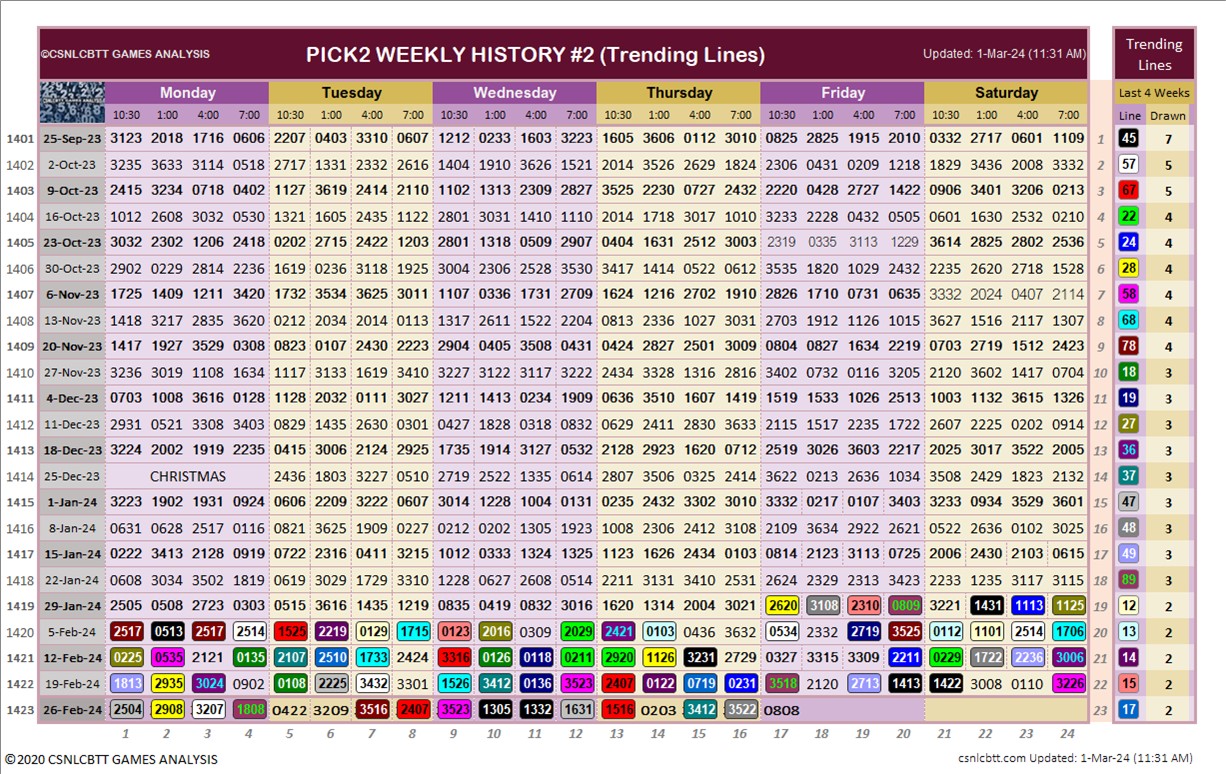 ©CSNLCBTT GAMES ANALYSIS PICK2 WEEKLY HISTORY #2 (Trending Lines) Updated: 1-Mar-24 (11:31 AM) Trending Lines
Monday Tuesday Wednesday Thursday Friday Saturday Last 4 Weeks
10:30 1:00 4:00 7:00 10:30 1:00 4:00 7:00 10:30 1:00 4:00 7:00 10:30 1:00 4:00 7:00 10:30 1:00 4:00 7:00 10:30 1:00 4:00 7:00 Line Drawn
1401 25-Sep-23 3123 2018 1716 0606 2207 0403 3310 0607 1212 0233 1603 3223 1605 3606 0112 3010 0825 2825 1915 2010 0332 2717 0601 1109 1 45 7
1402 2-Oct-23 3235 3633 3114 0518 2717 1331 2332 2616 1404 1910 3626 1521 2014 3526 2629 1824 2306 0431 0709 1218 1829 3436 2008 3332 2 57 5
1403 9-Oct-23 2415 3234 0718 0402 1127 3619 2414 2110 1102 1313 2309 2827 3525 2230 0727 2432 2220 0428 2727 1422 0906 3401 3206 0213 3 67 5
1404 16-Oct-23 1012 2608 3032 0530 1321 1605 2435 1122 2801 3031 1410 1110 2014 1718 3017 1010 3233 2228 0432 0505 0601 1630 2532 0210 4 22 4
1405 23-Oct-23 3032 2302 1206 2418 0202 2715 2422 1203 2801 1318 0509 2907 0404 1631 2512 3003 2319 0335 3113 1229 3614 2825 2802 2536 5 24 4
1406 30-Oct-23 2902 0229 2814 2236 1619 0236 3118 1925 3004 2306 2528 3530 3417 1414 0522 0612 3535 1820 1029 2432 2235 2620 2718 1528 6 28 4
1407 6-Nov-23 1725 1409 1211 3420 1732 3534 3625 3011 1107 0336 1731 2709 1624 1216 2702 1910 2826 1710 0731 0635 3332 2024 0407 2114 7 58 4
1408 13-Nov-23 1418 3217 2835 3620 0212 2034 2014 0113 1317 2611 1522 2204 0813 2336 1027 3031 2703 1912 1126 1015 3627 1516 2117 1307 8 68 4
1409 20-Nov-23 1417 1927 3529 0308 0823 0107 2430 2223 2904 0405 3508 0431 0424 2827 2501 3009 0804 0827 1634 2219 0703 2719 1512 2423 9 78 4
1410 27-Nov-23 3236 3019 1108 1634 1117 3133 1619 3410 3227 3122 3117 3222 2434 3328 1316 2816 3402 0732 0116 3205 2120 3602 1417 0704 10 18 3
1411 4-Dec-23 0703 1008 3616 0128 1128 2032 0111 3027 1211 1413 0234 1909 0636 3510 1607 1419 1519 1533 1026 2513 1003 1132 3615 1326 11 19 3
1412 11-Dec-23 2931 0521 3308 3403 0829 1435 2630 0301 0427 1828 0318 0832 0629 2411 2830 3633 2115 1517 2235 1722 2607 2225 0202 0914 12 27 3
1413 18-Dec-23 3224 2002 1919 2235 0415 3006 2124 2923 1735 1914 3127 0532 2128 2923 1620 0712 2519 3026 3603 2217 2025 3017 3522 2005 13 36 3
1414 25-Dec-23 CHRISTMAS 2436 1803 3227 0510 2719 2522 1335 0614 2807 3506 0325 2414 3622 0213 2636 1034 3508 2429 1823 2132 14 37 3
1415 1-Jan-24 3223 1902 1931 0924 0606 2209 3222 0607 3014 1228 1004 0131 0235 2432 3302 3010 3332 0217 0107 3403 3233 0934 3529 3601 15 47 3
1416 8-Jan-24 0631 0628 2517 0116 0821 3625 1909 0227 0212 0202 1305 1923 1008 2306 2412 3108 2109 3634 2922 2621 0522 2636 0102 3025 16 48 3
1417 15-Jan-24 0222 3413 2128 0919 0722 2316 0411 3215 1012 0333 1324 1325 1123 1626 2434 0103 0814 2123 3113 0725 2006 2430 2103 0615 17 49 3
1418 22-Jan-24 0608 3034 3502 1819 0619 3029 1729 3310 1228 0627 2608 0514 2211 3131 3410 2531 2624 2329 2313 3423 2233 1235 3117 3115 18 89 3
1419 29-Jan-24 2505 0508 2723 0303 0515 3616 1435 1219 0835 0419 0832 3016 1620 1314 2004 3021 2620 3108 2310 0809 3221 1431 1113 1125 19 12 2
1420 5-Feb-24 2517 0513 2517 2514 1525 2219 0129 1715 0123 2016 0309 2029 2421 0103 0436 3632 0534 2332 2719 3525 0112 1101 2514 1706 20 13 2
1421 12-Feb-24 0225 0535 2121 0135 2107 2510 1733 2424 3316 0126 0118 0211 2920 1126 3231 2729 0327 3315 3309 2211 0229 1722 2236 3006 21 14 2
1422 19-Feb-24 1813 2935 3024 0902 0108 2225 3432 3301 1526 3412 0136 3523 2407 0122 0719 0231 3518 2120 2713 1413 1422 3008 0110 3226 22 15 2
1423 26-Feb-24 2504 2908 3207 1808 0422 3209 3516 2407 3523 1305 1332 1631 1516 0203 3412 3522 0808 23 17 2
1 2 3 4 5 6 7 8 9 10 11 12 13 14 15 16 17 18 19 20 21 22 23 24
©2020 CSNLCBTT GAMES ANALYSIS csnlcbtt.com Updated: 1-Mar-24 (11:31 AM)